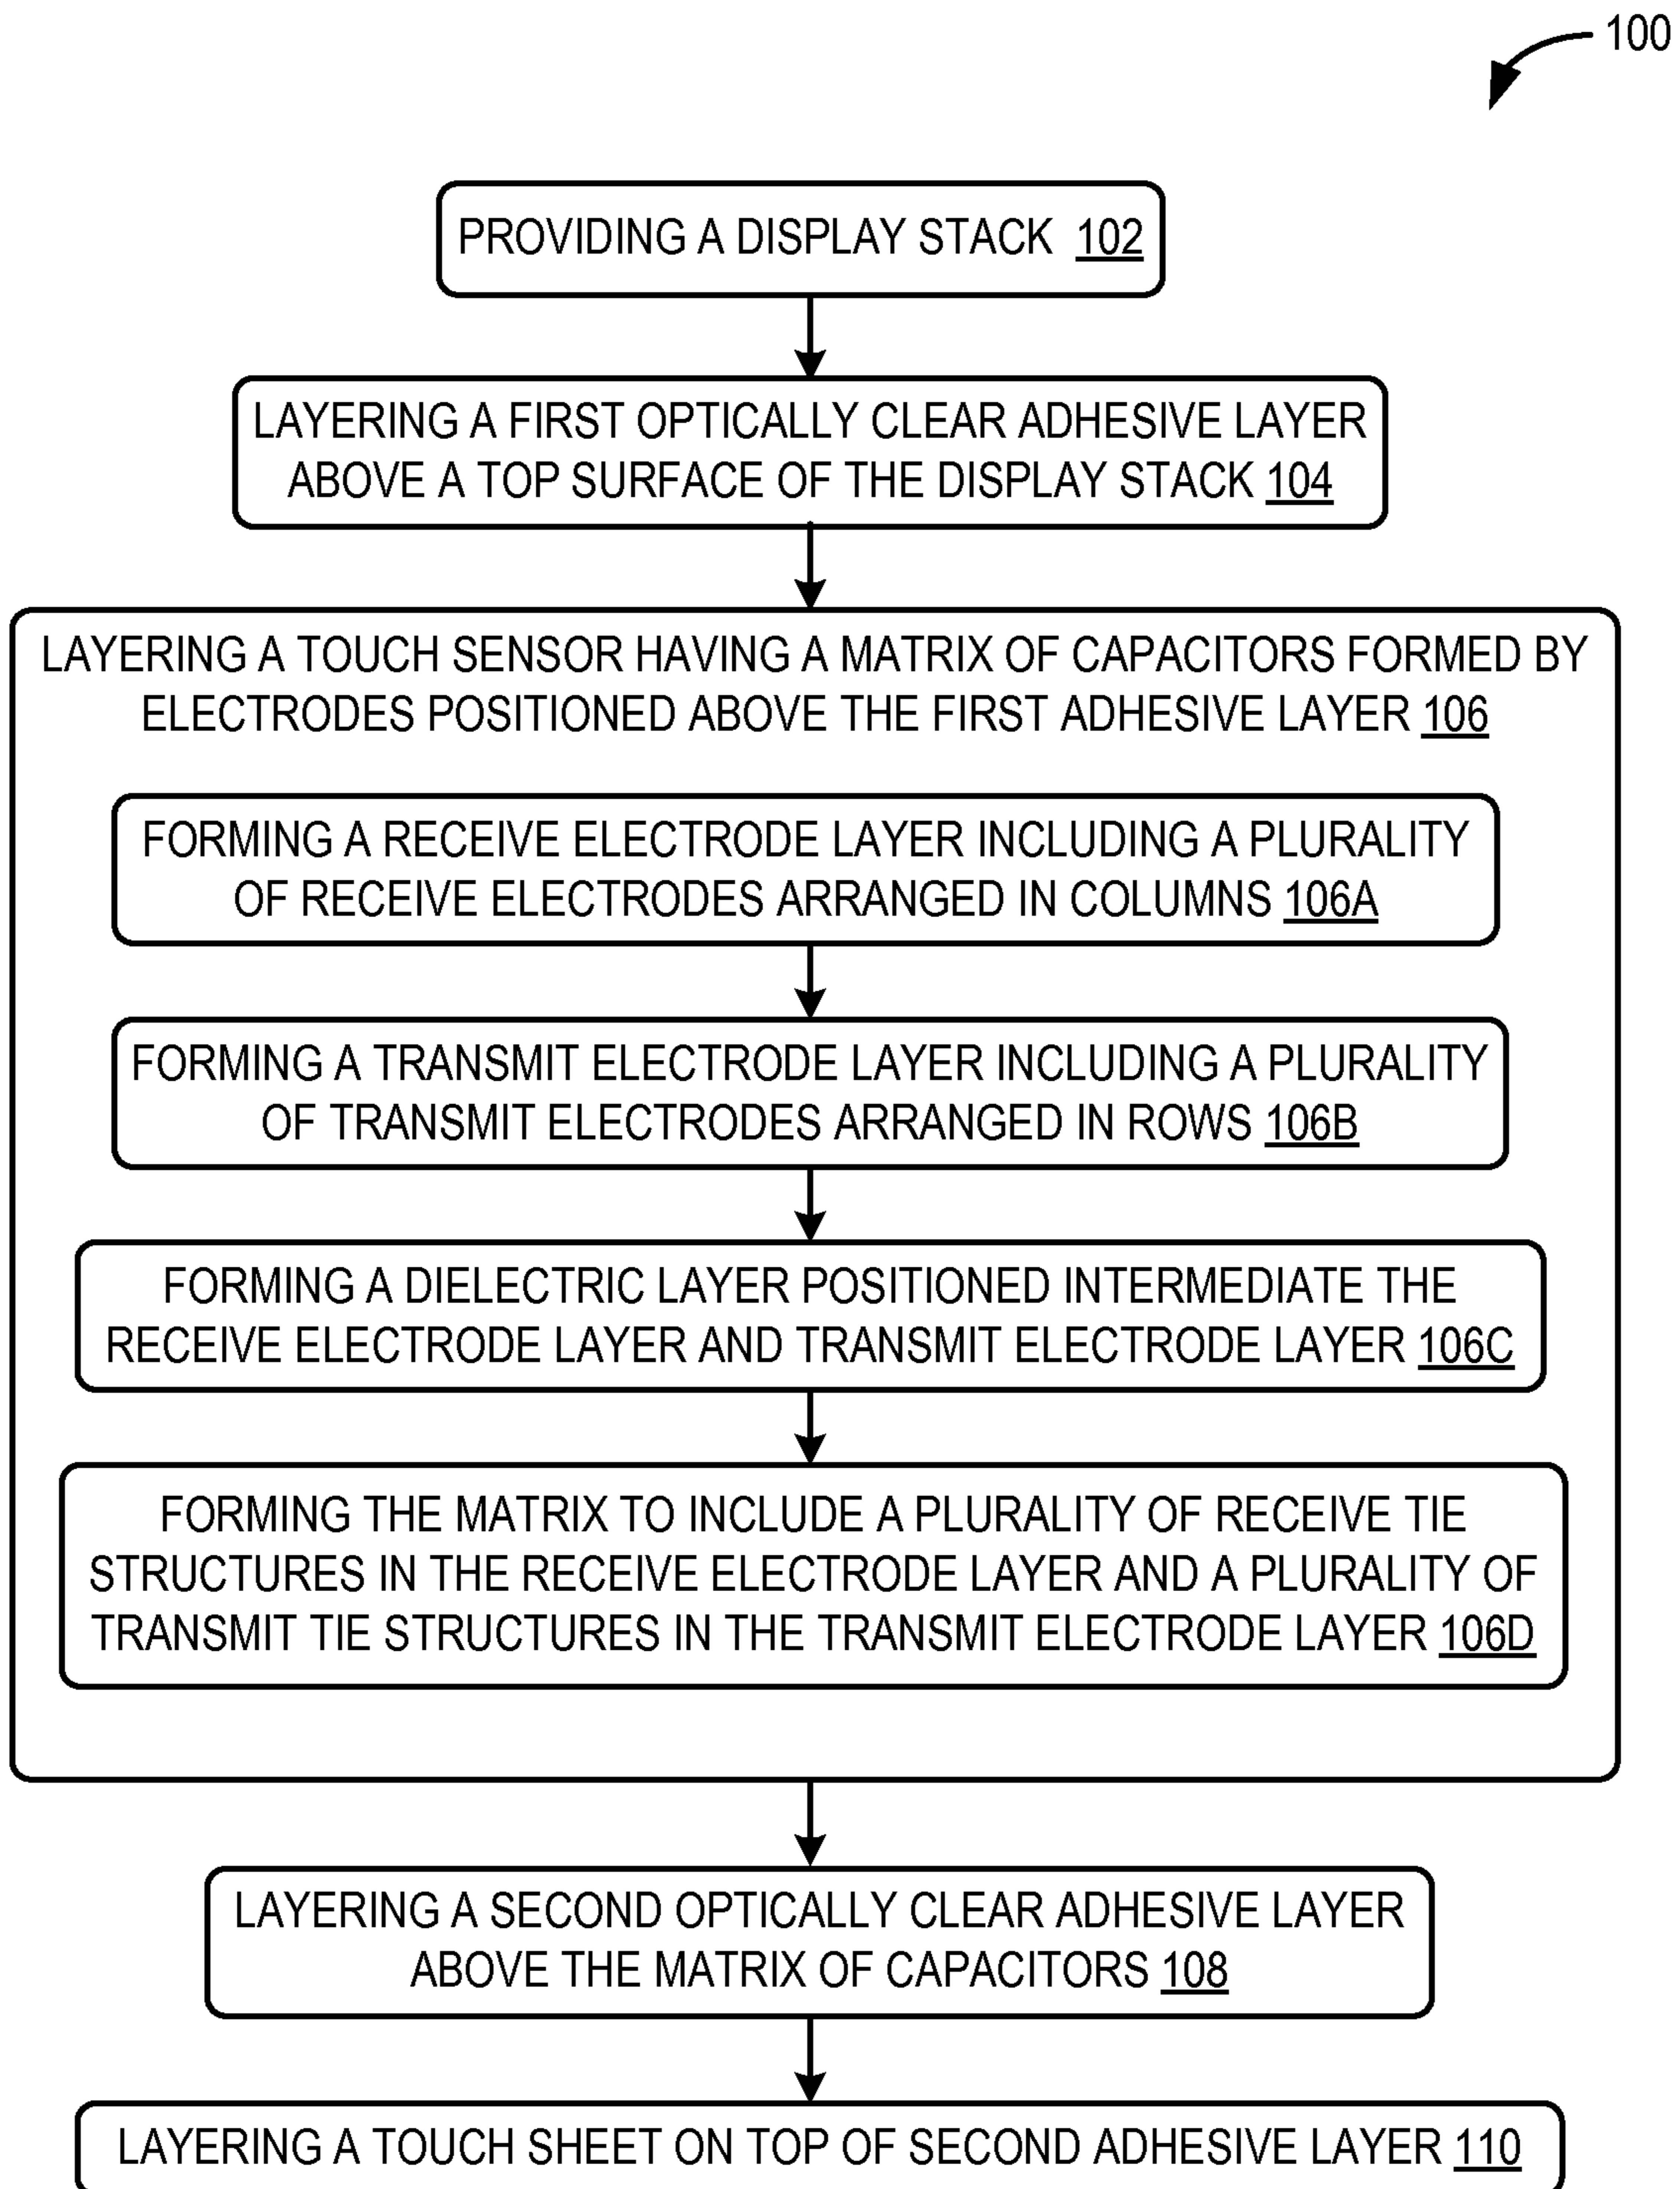 100
PROVIDING A DISPLAY STACK 102
LAYERING A FIRST OPTICALLY CLEAR ADHESIVE LAYER
ABOVE A TOP SURFACE OF THE DISPLAY STACK 104
LAYERING A TOUCH SENSOR HAVING A MATRIX OF CAPACITORS FORMED BY
ELECTRODES POSITIONED ABOVE THE FIRST ADHESIVE LAYER 106
FORMING A RECEIVE ELECTRODE LAYER INCLUDING A PLURALITY
OF RECEIVE ELECTRODES ARRANGED IN COLUMNS 106A
FORMING A TRANSMIT ELECTRODE LAYER INCLUDING A PLURALITY
OF TRANSMIT ELECTRODES ARRANGED IN ROWS 106B
FORMING A DIELECTRIC LAYER POSITIONED INTERMEDIATE THE
RECEIVE ELECTRODE LAYER AND TRANSMIT ELECTRODE LAYER 106C
FORMING THE MATRIX TO INCLUDE A PLURALITY OF RECEIVE TIE
STRUCTURES IN THE RECEIVE ELECTRODE LAYER AND A PLURALITY OF
TRANSMIT TIE STRUCTURES IN THE TRANSMIT ELECTRODE LAYER 106D
LAYERING A SECOND OPTICALLY CLEAR ADHESIVE LAYER
ABOVE THE MATRIX OF CAPACITORS 108
LAYERING A TOUCH SHEET ON TOP OF SECOND ADHESIVE LAYER 110